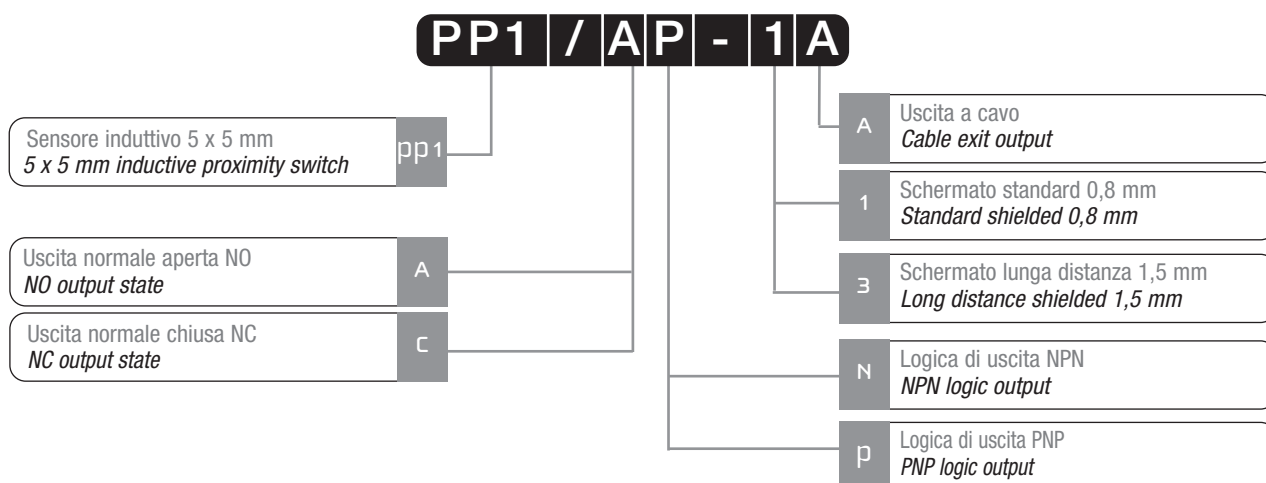 PP1/AP-1A
Sensore induttivo 5 x 5 mm
5 x 5 mm inductive proximity switch
pp1
Uscita normale aperta NO
NO output state
A
Uscita normale chiusa NC
NC output state
C
A
Uscita a cavo
Cable exit output
1
Schermato standard 0,8 mm
Standard shielded 0,8 mm
3
Schermato lunga distanza 1,5 mm
Long distance shielded 1,5 mm
N
Logica di uscita NPN
NPN logic output
p
Logica di uscita PNP
PNP logic output